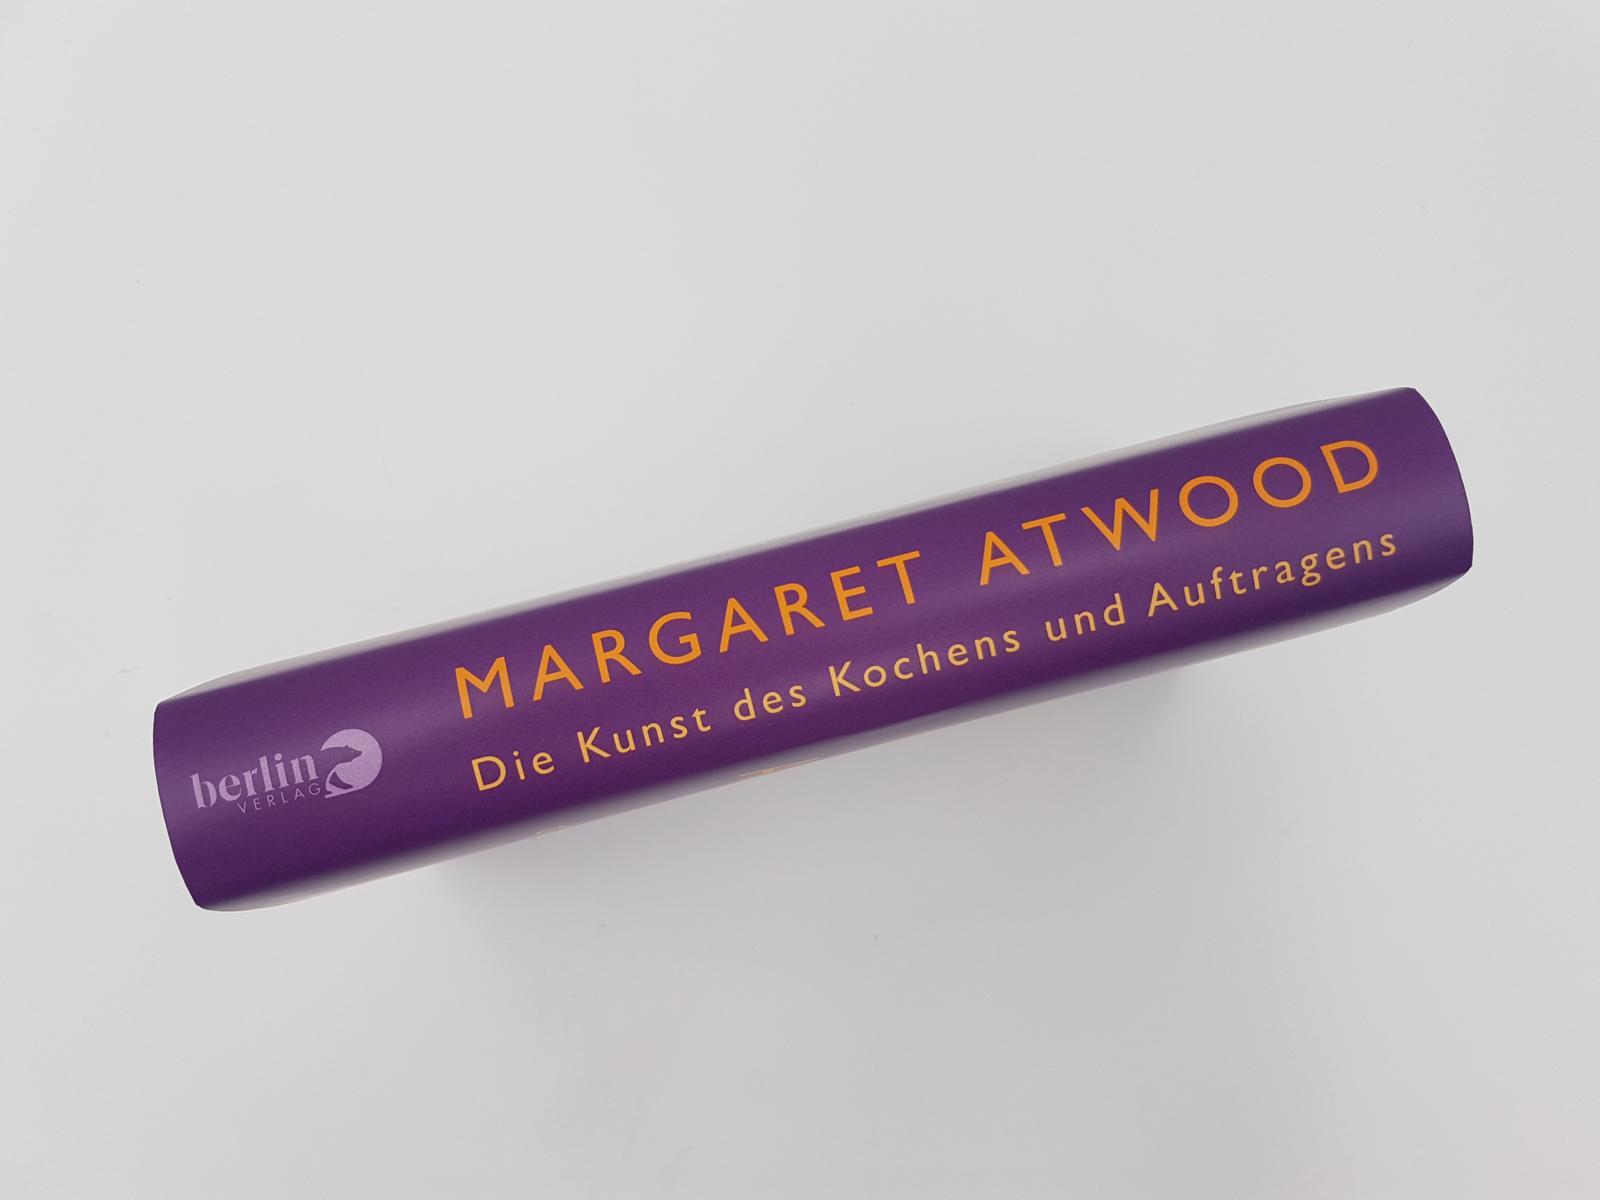 MARGARET ATWOOD
Die Kunst des Kochens und Auftragens
berlin
VERLAG